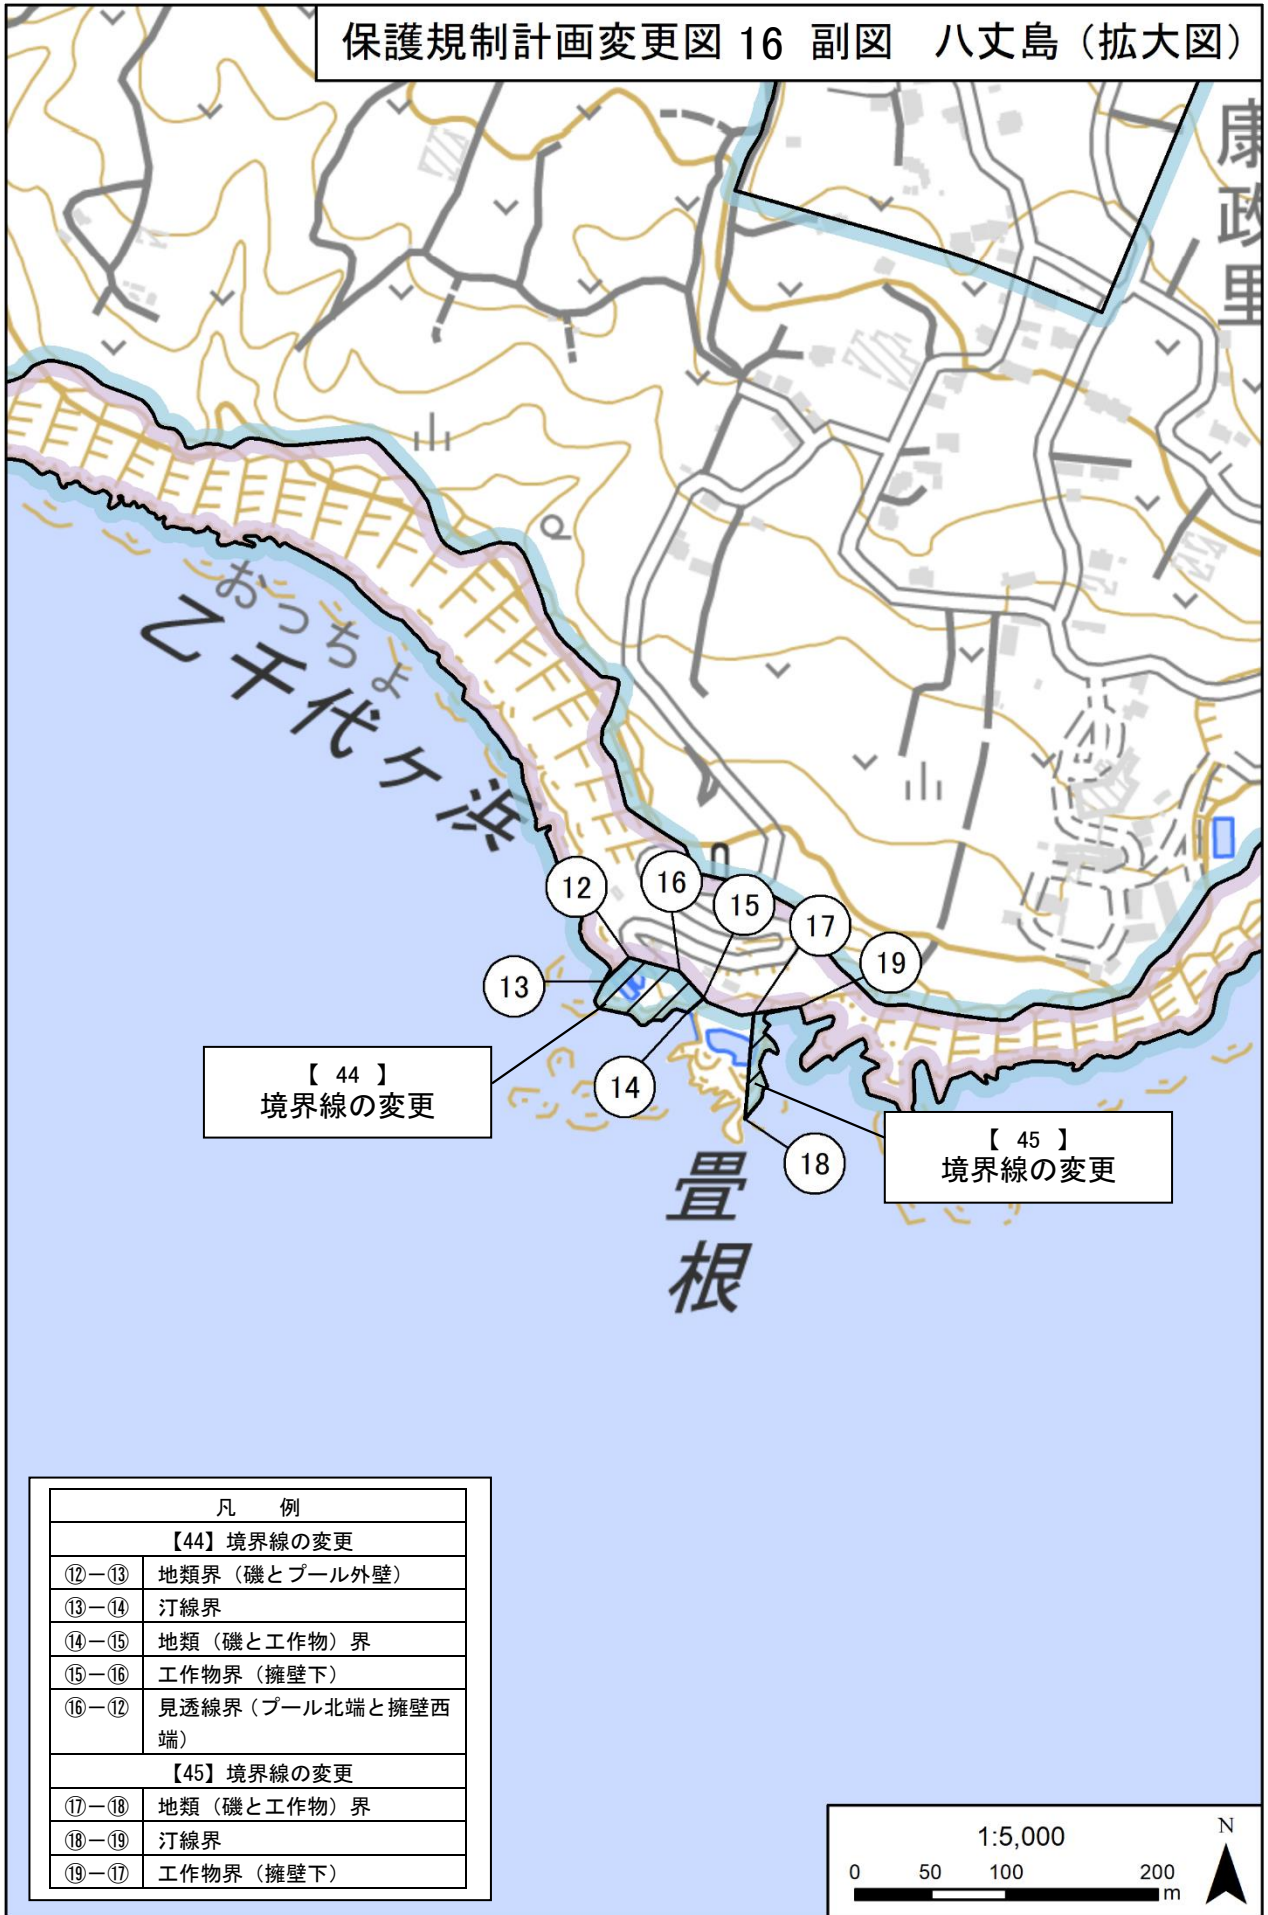 保護規制計画変更図 16 副図 八丈島（拡大図）
康政里
おっちょ
乙千代ヶ浜
12
16
15
17
19
13
14
18
【 44 】
境界線の変更
【 45 】
境界線の変更
畳根
凡 例
【44】境界線の変更
⑫－⑬ 地類界（磯とプール外壁）
⑬－⑭ 汀線界
⑭－⑮ 地類（磯と工作物）界
⑮－⑯ 工作物界（擁壁下）
⑯－⑫ 見透線界（プール北端と擁壁西
端）
【45】境界線の変更
⑰－⑱ 地類（磯と工作物）界
⑱－⑲ 汀線界
⑲－⑰ 工作物界（擁壁下）
1:5,000
N
0 50 100 200
m